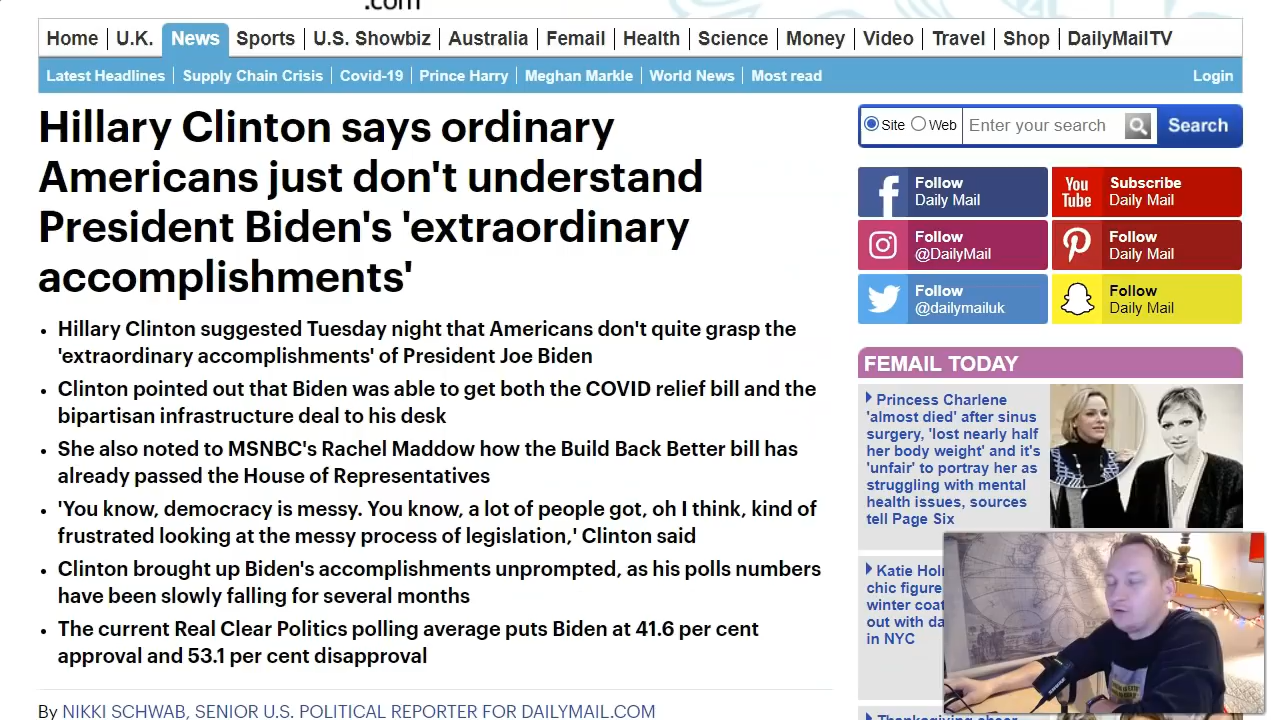 .com
Home U.K. News Sports U.S. Showbiz Australia Femail Health Science Money Video Travel Shop DailyMailTV
Latest Headlines Supply Chain Crisis Covid-19 Prince Harry Meghan Markle World News Most read Login
Hillary Clinton says ordinary
Americans just don't understand
President Biden's 'extraordinary
accomplishments'
Hillary Clinton suggested Tuesday night that Americans don't quite grasp the
'extraordinary accomplishments' of President Joe Biden
Clinton pointed out that Biden was able to get both the COVID relief bill and the
bipartisan infrastructure deal to his desk
She also noted to MSNBC's Rachel Maddow how the Build Back Better bill has
already passed the House of Representatives
'You know, democracy is messy. You know, a lot of people got, oh I think, kind of
frustrated looking at the messy process of legislation,' Clinton said
Clinton brought up Biden's accomplishments unprompted, as his polls numbers
have been slowly falling for several months
The current Real Clear Politics polling average puts Biden at 41.6 per cent
approval and 53.1 per cent disapproval
By NIKKI SCHWAB, SENIOR U.S. POLITICAL REPORTER FOR DAILYMAIL.COM
Site Web Enter your search Search
Follow
Daily Mail
You
Tube
Subscribe
Daily Mail
Follow
@DailyMail
Follow
Daily Mail
Follow
@dailymailuk
Follow
Daily Mail
FEMAIL TODAY
Princess Charlene
'almost died' after sinus
surgery, 'lost nearly half
her body weight' and it's
'unfair' to portray her as
struggling with mental
health issues, sources
tell Page Six
Katie
chic figure
winter
out with
in NYC